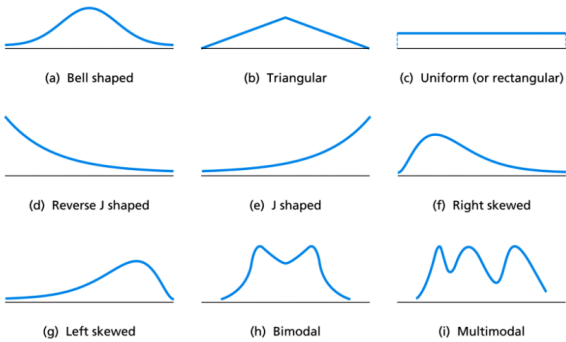 (a) Bell shaped
(b) Triangular
(c) Uniform (or rectangular)
(d) Reverse J shaped
(e) J shaped
(f) Right skewed
(g) Left skewed
(h) Bimodal
(i) Multimodal